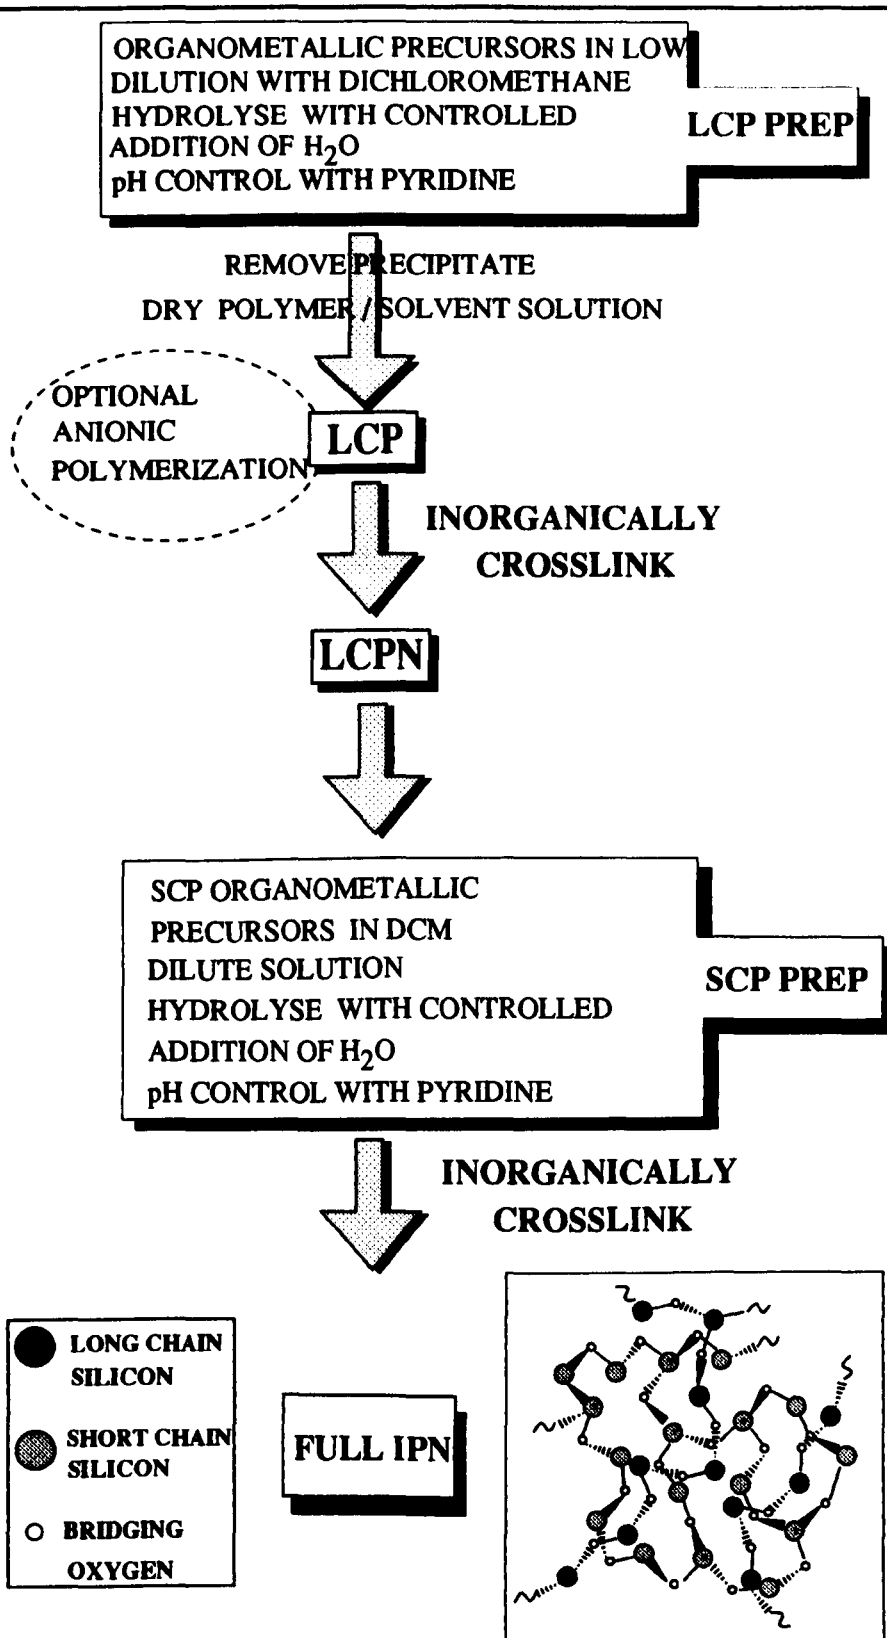 ORGANOMETALLIC PRECURSORS IN LOW
DILUTION WITH DICHLOROMETHANE
HYDROLYSE WITH CONTROLLED
ADDITION OF H₂O
pH CONTROL WITH PYRIDINE
LCP PREP
REMOVE PRECIPITATE
DRY POLYMER / SOLVENT SOLUTION
OPTIONAL
ANIONIC
POLYMERIZATION
LCP
INORGANICALLY
CROSSLINK
LCPN
SCP ORGANOMETALLIC
PRECURSORS IN DCM
DILUTE SOLUTION
HYDROLYSE WITH CONTROLLED
ADDITION OF H₂O
pH CONTROL WITH PYRIDINE
SCP PREP
INORGANICALLY
CROSSLINK
LONG CHAIN
SILICON
SHORT CHAIN
SILICON
BRIDGING
OXYGEN
FULL IPN